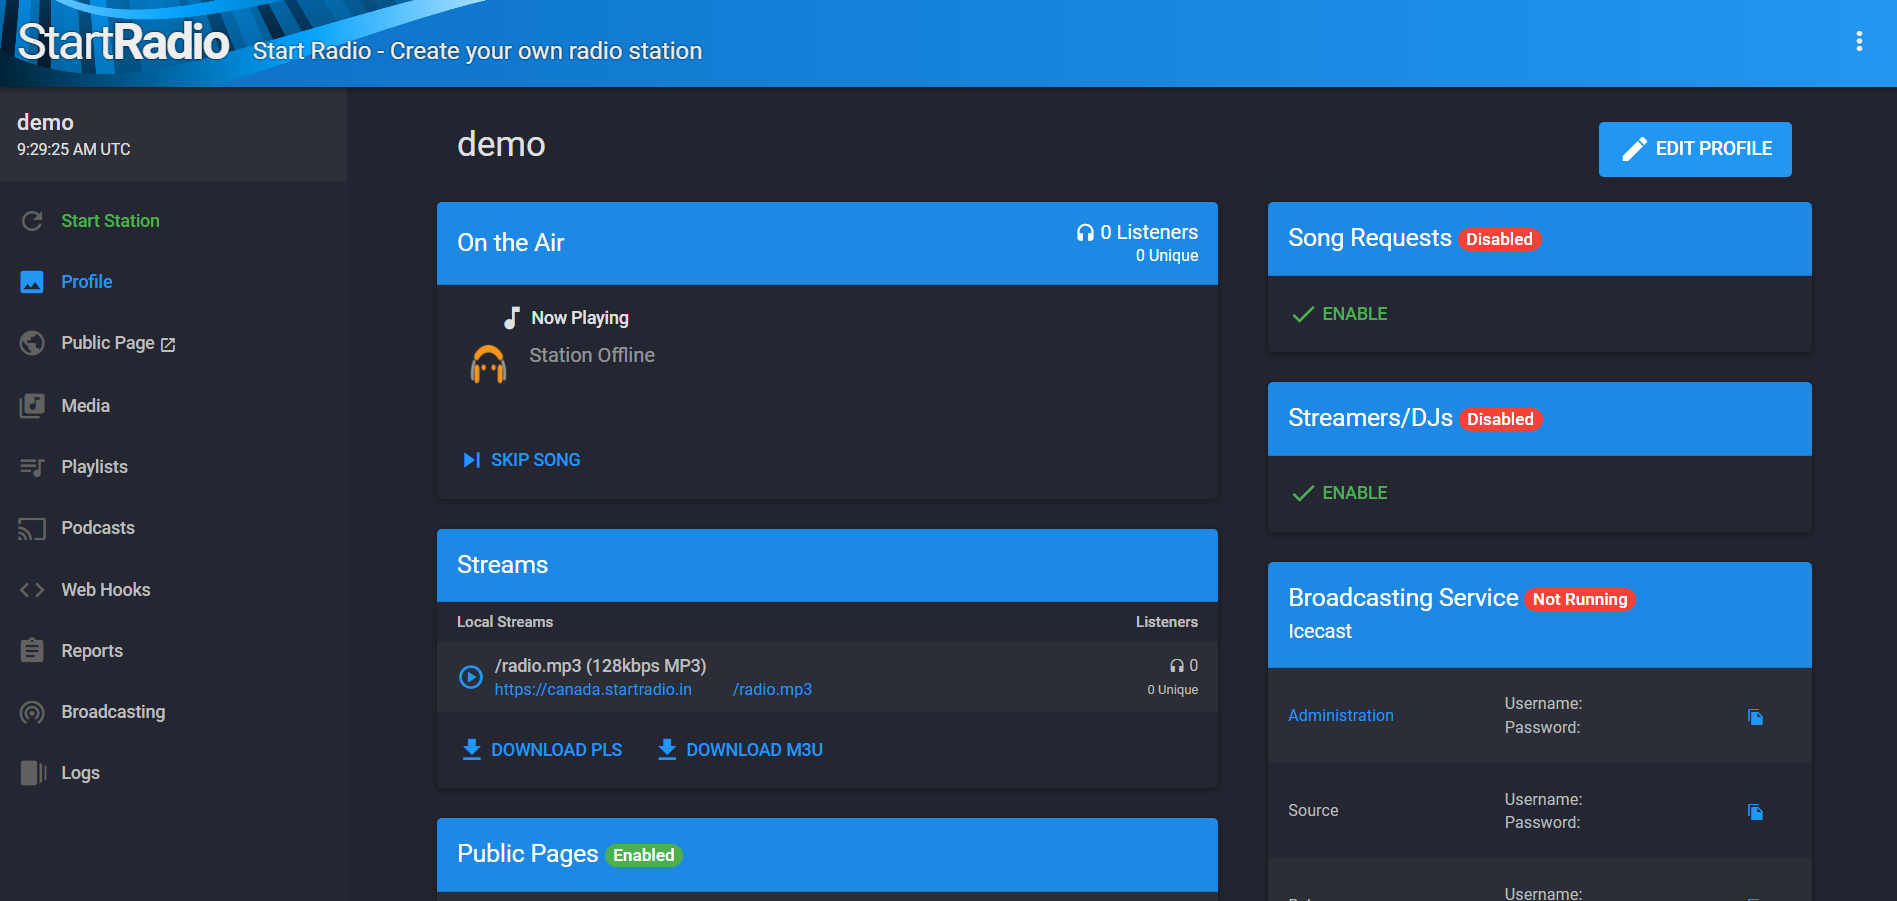 StartRadio
Start Radio - Create your own radio station
demo
9:29:25 AM UTC
Start Station
Profile
Public Page
Media
Playlists
Podcasts
Web Hooks
Reports
Broadcasting
Logs
demo
EDIT PROFILE
On the Air
0 Listeners
0 Unique
Now Playing
Station Offline
SKIP SONG
Streams
Local Streams Listeners
/radio.mp3 (128kbps MP3) 0
https://canada.startradio.in /radio.mp3 0 Unique
DOWNLOAD PLS DOWNLOAD M3U
Public Pages Enabled
Song Requests Disabled
ENABLE
Streamers/DJs Disabled
ENABLE
Broadcasting Service Not Running
Icecast
Administration
Username:
Password:
Source
Username:
Password:
Username: